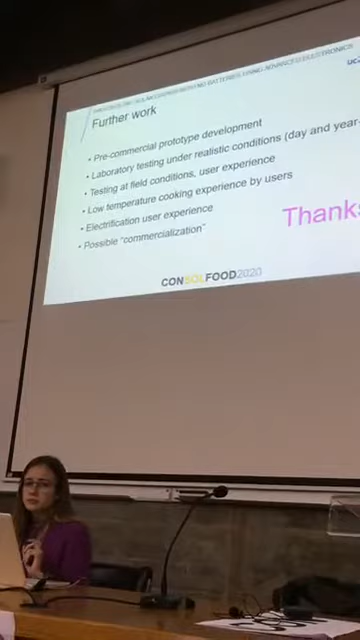 uc3
Further work
• Pre-commercial prototype development
• Laboratory testing under realistic conditions (day and year-
• Testing at field conditions, user experience
• Low temperature cooking experience by users
• Electrification user experience
• Possible "commercialization"
Thanks
CONSOLFOOD2020